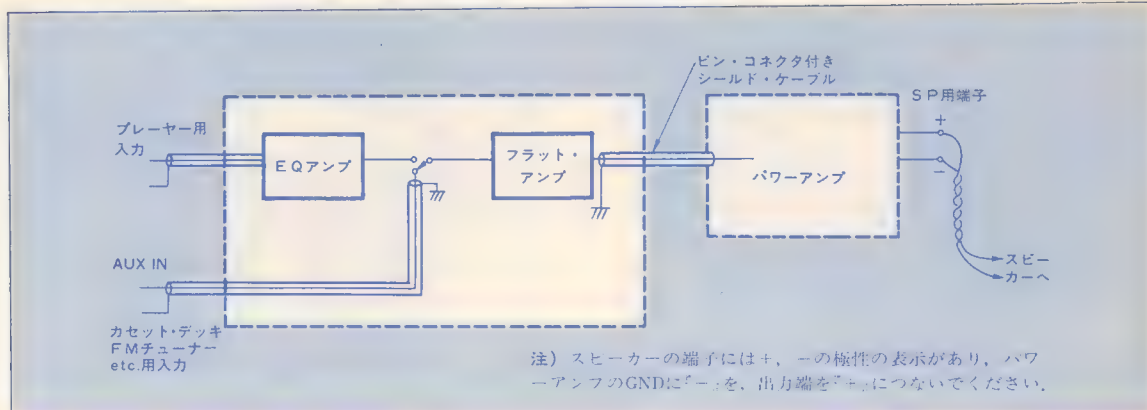 ピン・コネクタ付き
シールド・ケーブル
SP用端子
プレーヤー用
入力
EQアンプ
フラット・
アンプ
パワーアンプ
+
−
スピー
カーへ
AUX IN
カセット・デッキ
FMチューナー
etc.用入力
注) スピーカーの端子には+, −の極性の表示があり, パワ
ーアンプのGNDに「−」を, 出力端を「+」につないでください.